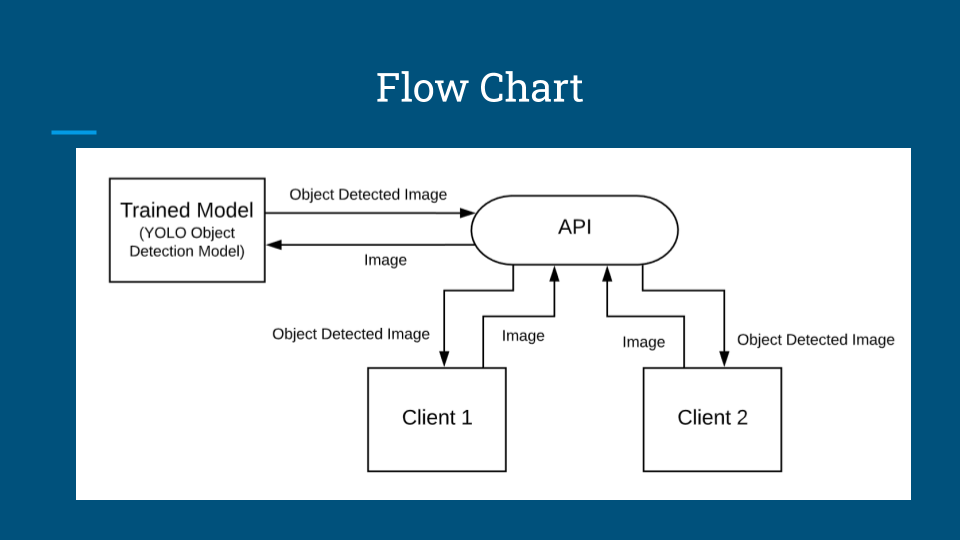 Flow Chart
Object Detected Image
Trained Model
(YOLO Object
Detection Model)
API
Image
Object Detected Image
Image
Image
Object Detected Image
Client 1
Client 2